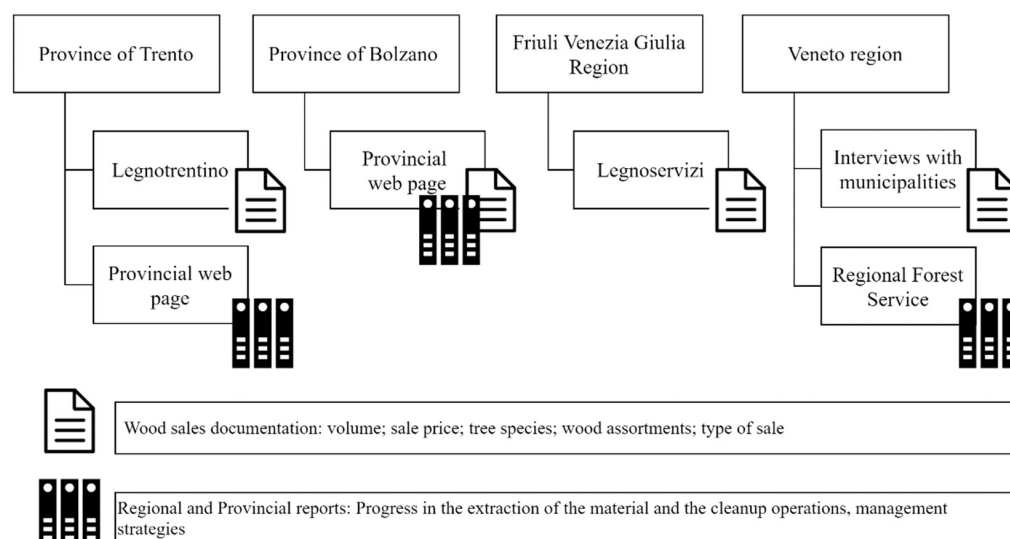 Province of Trento
Province of Bolzano
Friuli Venezia Giulia
Region
Veneto region
Legnotrentino
Provincial
web page
Legnoservizi
Interviews with
municipalities
Provincial web
page
Regional Forest
Service
Wood sales documentation: volume; sale price; tree species; wood assortments; type of sale
Regional and Provincial reports: Progress in the extraction of the material and the cleanup operations, management
strategies